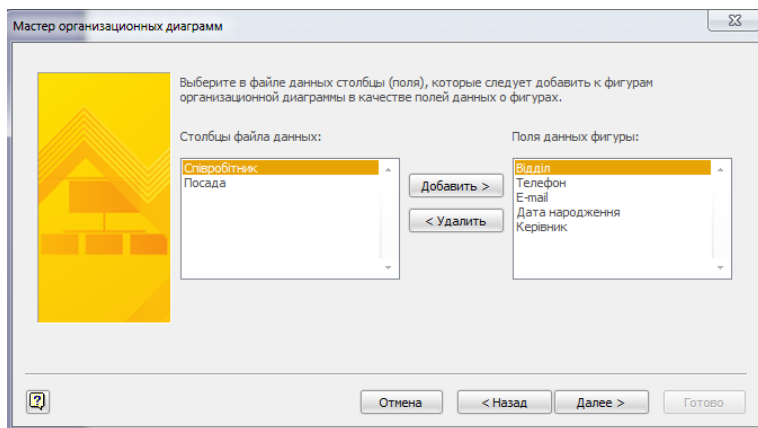 Мастер организационных диаграмм
Выберите в файле данных столбцы (поля), которые следует добавить к фигурам
организационной диаграммы в качестве полей данных о фигурах.
Столбцы файла данных:
Співробітник
Посада
Добавить >
< Удалить
Поля данных фигуры:
Відділ
Телефон
E-mail
Дата народження
Керівник
Отмена
< Назад
Далее >
Готово